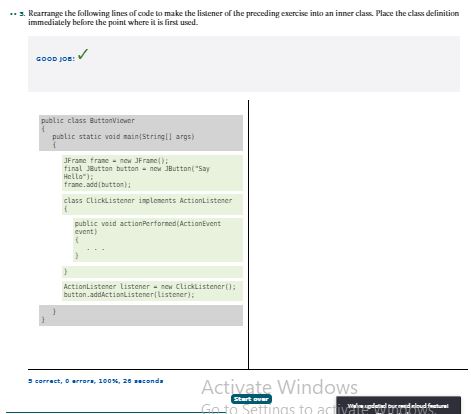 •• 3. Rearrange the following lines of code to make the listener of the preceding exercise into an inner class. Place the class definition
immediately before the point where it is first used.
GOOD JOB! ✓
public class ButtonViewer
{
public static void main(String[] args)
{
JFrame frame = new JFrame();
final JButton button = new JButton("Say
Hello");
frame.add(button);
class ClickListener implements ActionListener
{
public void actionPerformed(ActionEvent
event)
{
. . .
}
}
ActionListener listener = new ClickListener();
button.addActionListener(listener);
}
}
5 correct, 0 errors, 100%, 26 seconds
Activate Windows
Start over
Go to Settings to activate Windows.
We've updated our read aloud feature!